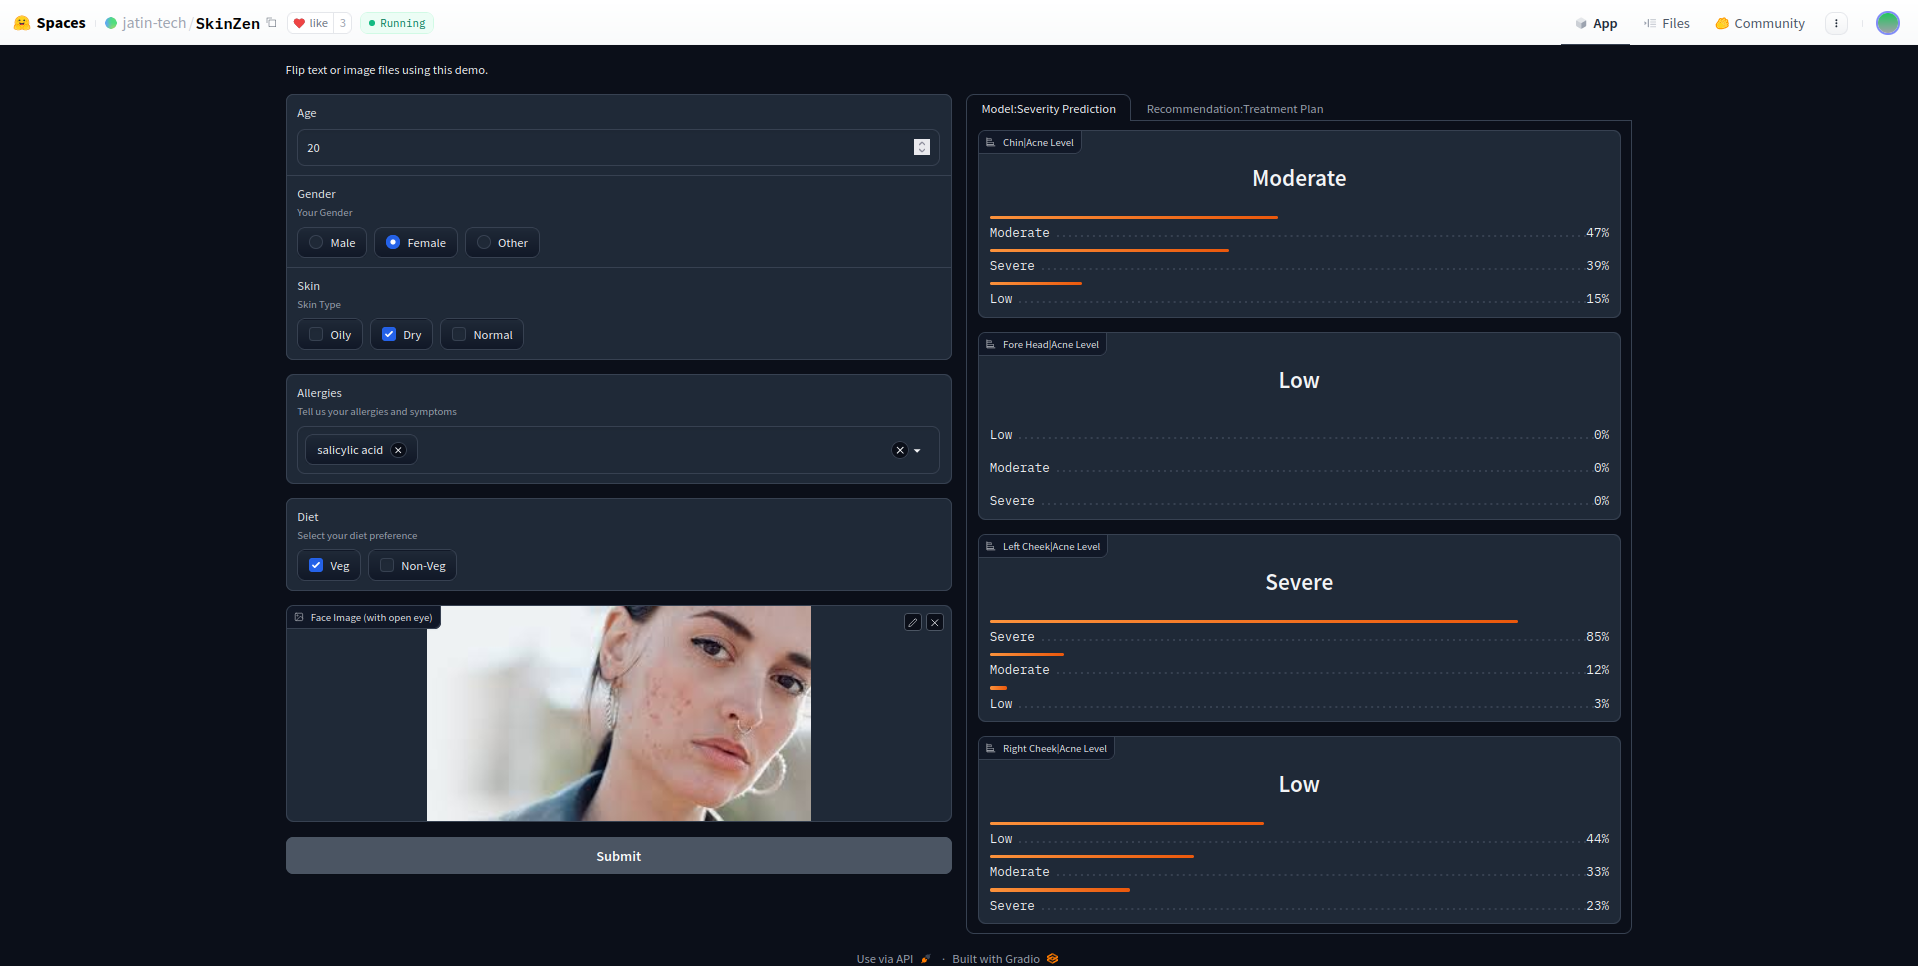 Spaces jatin-tech/SkinZen like 3 Running App Files Community
Flip text or image files using this demo.
Age
20
Gender
Your Gender
Male Female Other
Skin
Skin Type
Oily Dry Normal
Allergies
Tell us your allergies and symptoms
salicylic acid
Diet
Select your diet preference
Veg Non-Veg
Face Image (with open eye)
Submit
Model:Severity Prediction Recommendation:Treatment Plan
Chin|Acne Level
Moderate
Moderate 47%
Severe 39%
Low 15%
Fore Head|Acne Level
Low
Low 0%
Moderate 0%
Severe 0%
Left Cheek|Acne Level
Severe
Severe 85%
Moderate 12%
Low 3%
Right Cheek|Acne Level
Low
Low 44%
Moderate 33%
Severe 23%
Use via API · Built with Gradio